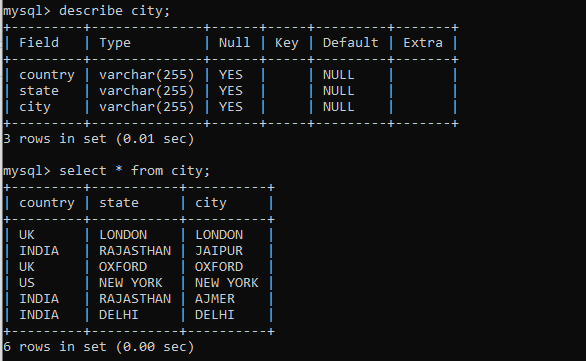 mysql> describe city;
+---------+--------------+------+-----+---------+-------+
| Field   | Type         | Null | Key | Default | Extra |
+---------+--------------+------+-----+---------+-------+
| country | varchar(255) | YES  |     | NULL    |       |
| state   | varchar(255) | YES  |     | NULL    |       |
| city    | varchar(255) | YES  |     | NULL    |       |
+---------+--------------+------+-----+---------+-------+
3 rows in set (0.01 sec)
mysql> select * from city;
+---------+-----------+----------+
| country | state     | city     |
+---------+-----------+----------+
| UK      | LONDON    | LONDON   |
| INDIA   | RAJASTHAN | JAIPUR   |
| UK      | OXFORD    | OXFORD   |
| US      | NEW YORK  | NEW YORK |
| INDIA   | RAJASTHAN | AJMER    |
| INDIA   | DELHI     | DELHI    |
+---------+-----------+----------+
6 rows in set (0.00 sec)